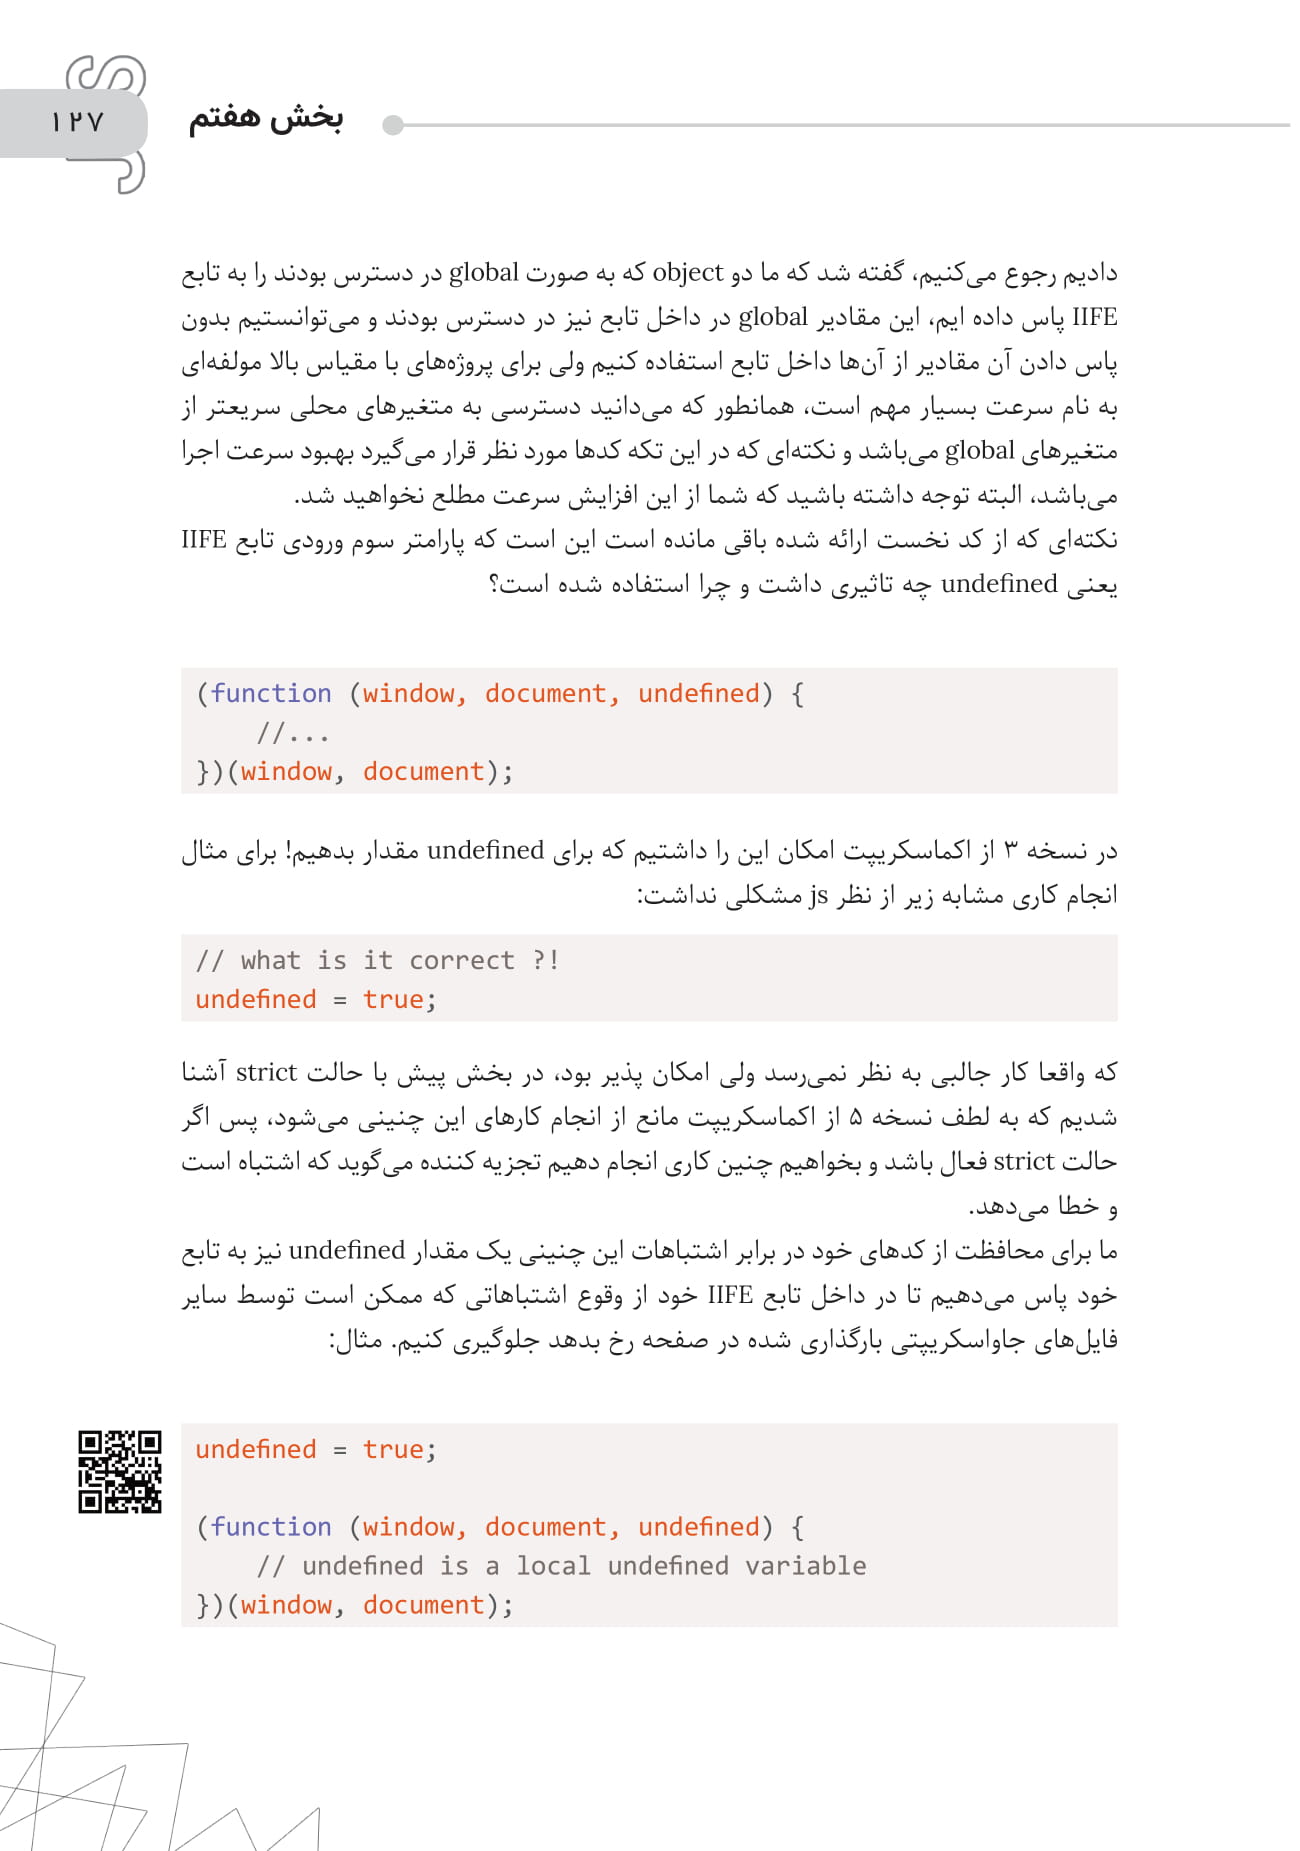 ۱۲۷
بخش هفتم
دادیم رجوع می‌کنیم، گفته شد که ما دو object که به صورت global در دسترس بودند را به تابع
IIFE پاس داده ایم، این مقادیر global در داخل تابع نیز در دسترس بودند و می‌توانستیم بدون
پاس دادن آن مقادیر از آن‌ها داخل تابع استفاده کنیم ولی برای پروژه‌های با مقیاس بالا مولفه‌ای
به نام سرعت بسیار مهم است، همانطور که می‌دانید دسترسی به متغیرهای محلی سریعتر از
متغیرهای global می‌باشد و نکته‌ای که در این تکه کدها مورد نظر قرار می‌گیرد بهبود سرعت اجرا
می‌باشد، البته توجه داشته باشید که شما از این افزایش سرعت مطلع نخواهید شد.
نکته‌ای که از کد نخست ارائه شده باقی مانده است این است که پارامتر سوم ورودی تابع IIFE
یعنی undefined چه تاثیری داشت و چرا استفاده شده است؟
(function (window, document, undefined) {
    //...
})(window, document);
در نسخه ۳ از اکماسکریپت امکان این را داشتیم که برای undefined مقدار بدهیم! برای مثال
انجام کاری مشابه زیر از نظر js مشکلی نداشت:
// what is it correct ?!
undefined = true;
که واقعا کار جالبی به نظر نمی‌رسد ولی امکان پذیر بود، در بخش پیش با حالت strict آشنا
شدیم که به لطف نسخه ۵ از اکماسکریپت مانع از انجام کارهای این چنینی می‌شود، پس اگر
حالت strict فعال باشد و بخواهیم چنین کاری انجام دهیم تجزیه کننده می‌گوید که اشتباه است
و خطا می‌دهد.
ما برای محافظت از کدهای خود در برابر اشتباهات این چنینی یک مقدار undefined نیز به تابع
خود پاس می‌دهیم تا در داخل تابع IIFE خود از وقوع اشتباهاتی که ممکن است توسط سایر
فایل‌های جاواسکریپتی بارگذاری شده در صفحه رخ بدهد جلوگیری کنیم. مثال:
undefined = true;
(function (window, document, undefined) {
    // undefined is a local undefined variable
})(window, document);